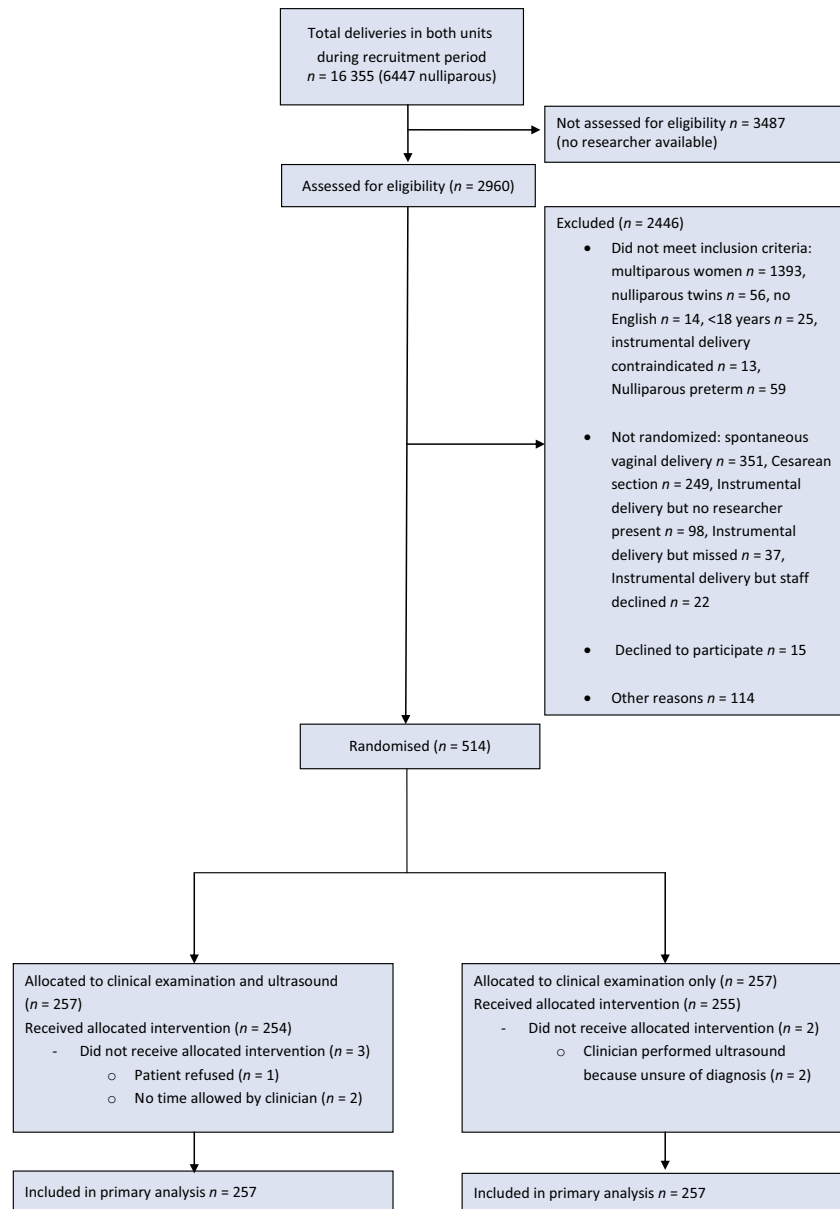 Total deliveries in both units
during recruitment period
n = 16 355 (6447 nulliparous)
Not assessed for eligibility n = 3487
(no researcher available)
Assessed for eligibility (n = 2960)
Excluded (n = 2446)
• Did not meet inclusion criteria:
multiparous women n = 1393,
nulliparous twins n = 56, no
English n = 14, <18 years n = 25,
instrumental delivery
contraindicated n = 13,
Nulliparous preterm n = 59
• Not randomized: spontaneous
vaginal delivery n = 351, Cesarean
section n = 249, Instrumental
delivery but no researcher
present n = 98, Instrumental
delivery but missed n = 37,
Instrumental delivery but staff
declined n = 22
• Declined to participate n = 15
• Other reasons n = 114
Randomised (n = 514)
Allocated to clinical examination and ultrasound
(n = 257)
Received allocated intervention (n = 254)
- Did not receive allocated intervention (n = 3)
o Patient refused (n = 1)
o No time allowed by clinician (n = 2)
Allocated to clinical examination only (n = 257)
Received allocated intervention (n = 255)
- Did not receive allocated intervention (n = 2)
o Clinician performed ultrasound
because unsure of diagnosis (n = 2)
Included in primary analysis n = 257
Included in primary analysis n = 257